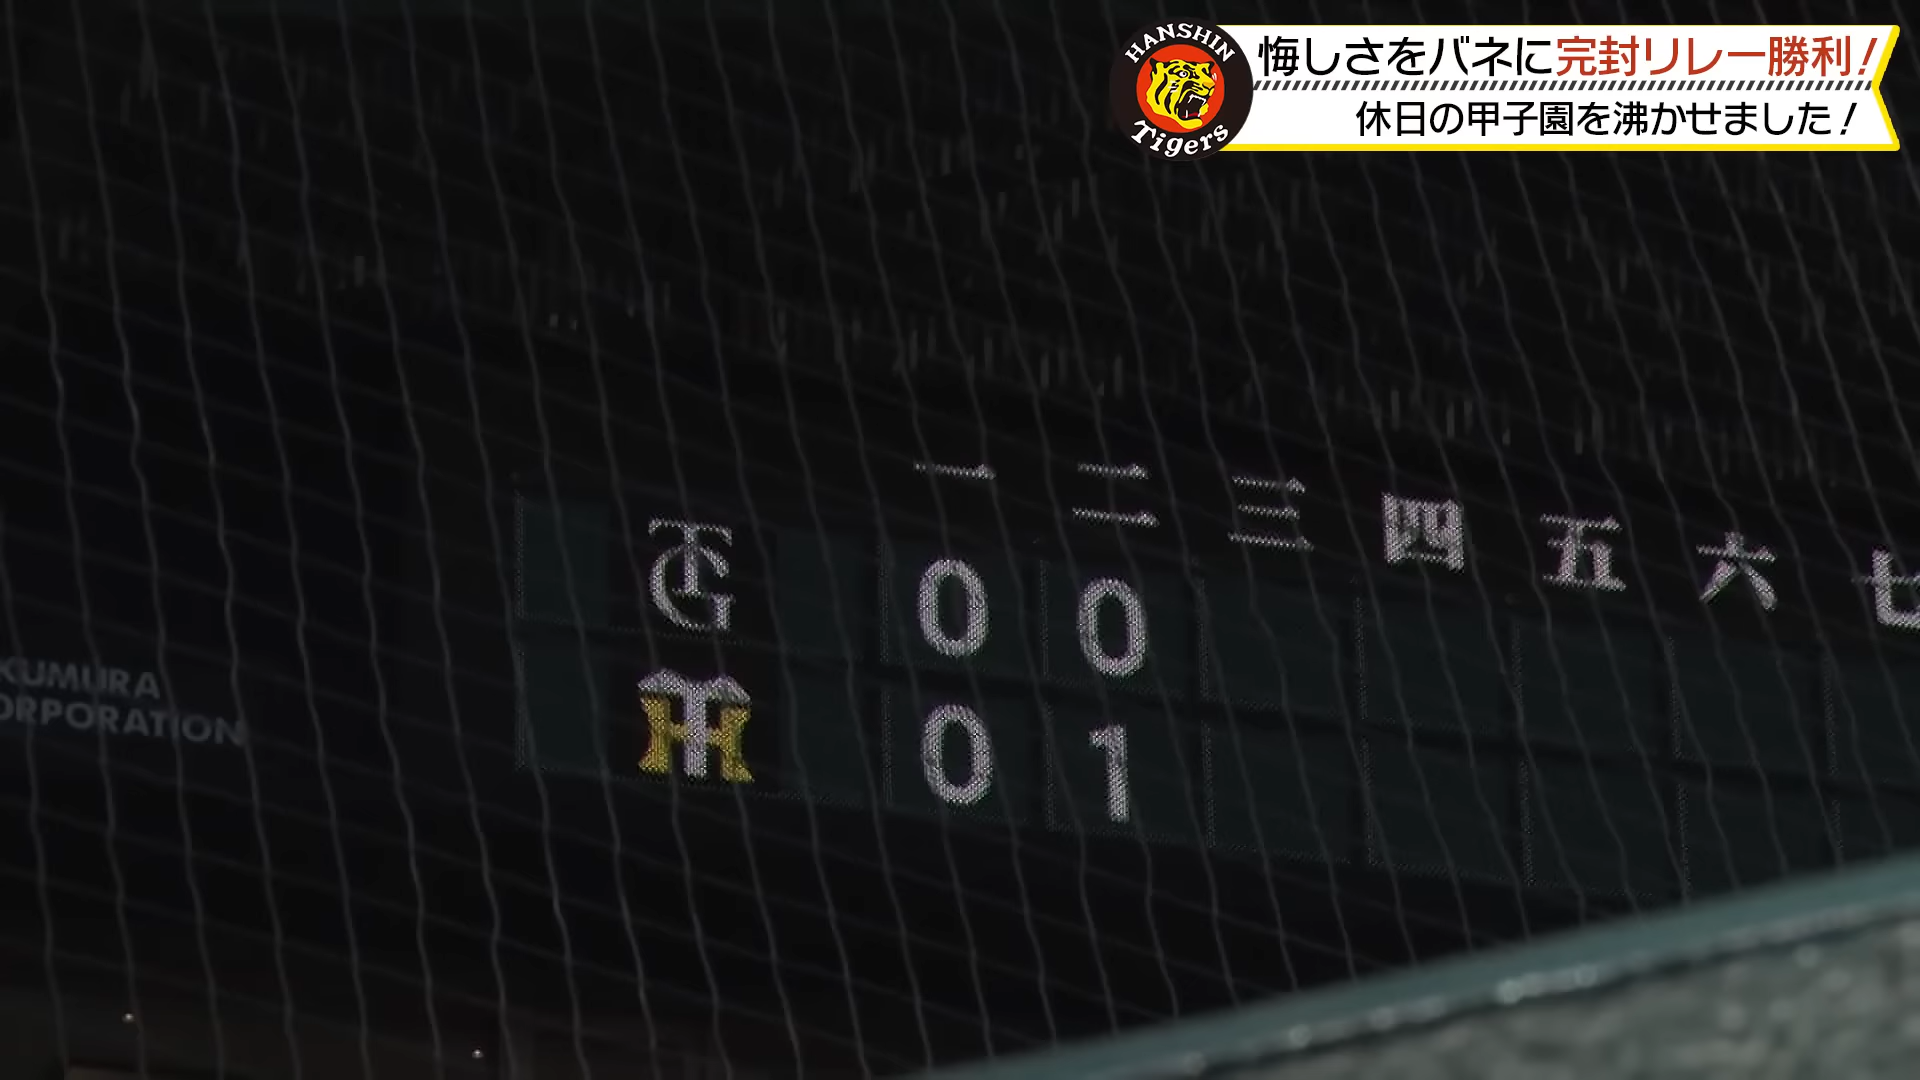 HANSHIN
Tigers
悔しさをバネに完封リレー勝利！
休日の甲子園を沸かせました！
一 二 三 四 五 六 七
TG 0 0
HT 0 1
KUMURA
ORPORATION